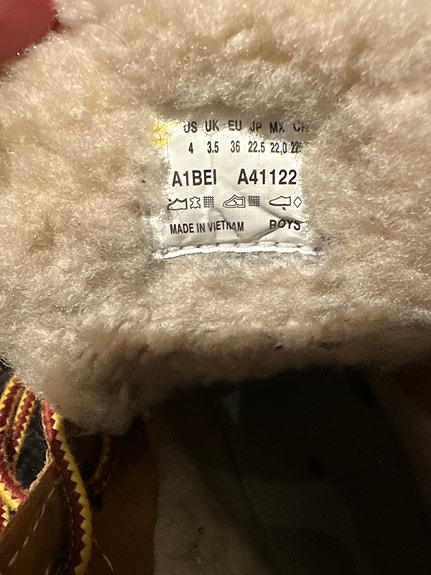 US UK EU JP MX
4 3.5 36 22.5 22,0
A1BEI A41122
MADE IN VIETNAM BOYS